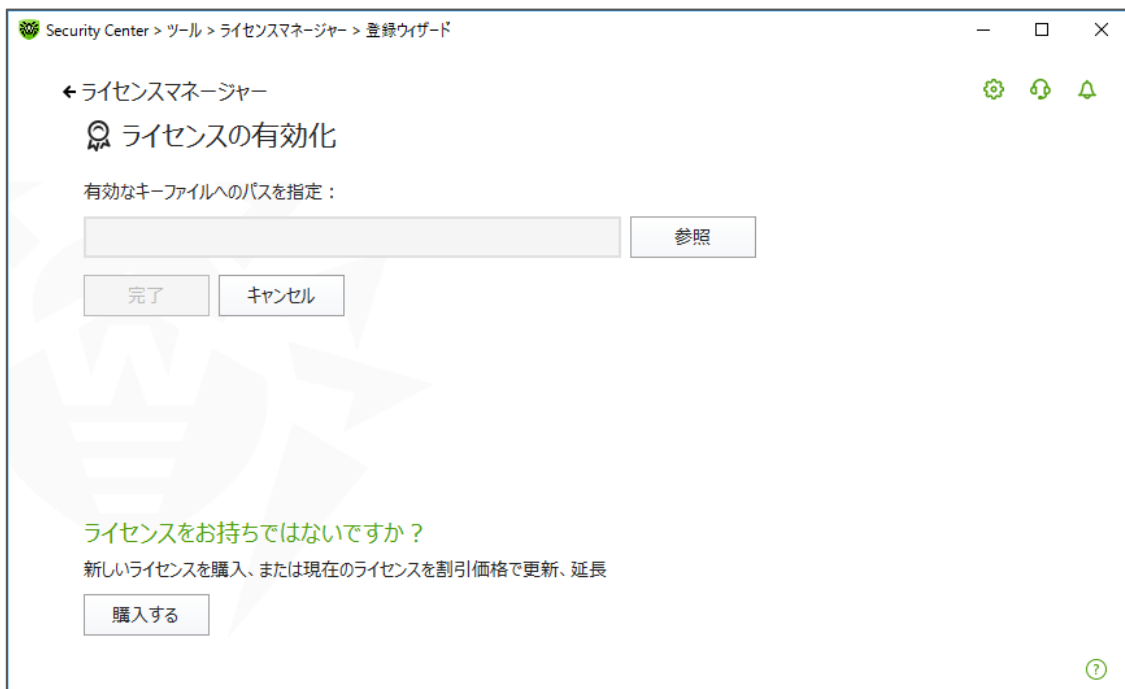 Security Center > ツール > ライセンスマネージャー > 登録ウィザード
ライセンスマネージャー
ライセンスの有効化
有効なキーファイルへのパスを指定：
参照
完了 キャンセル
ライセンスをお持ちではないですか？
新しいライセンスを購入、または現在のライセンスを割引価格で更新、延長
購入する